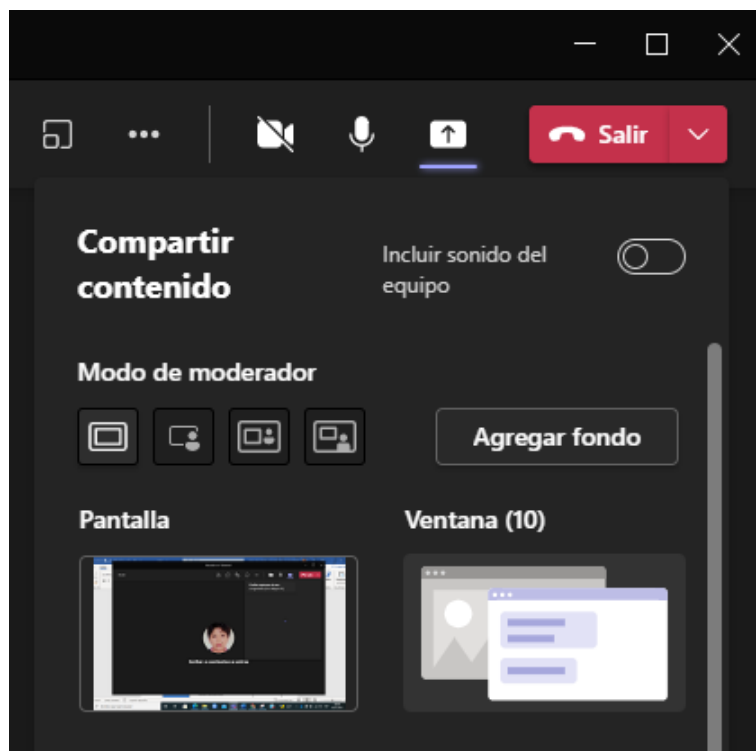 Salir
Compartir
contenido
Incluir sonido del
equipo
Modo de moderador
Agregar fondo
Pantalla
Ventana (10)